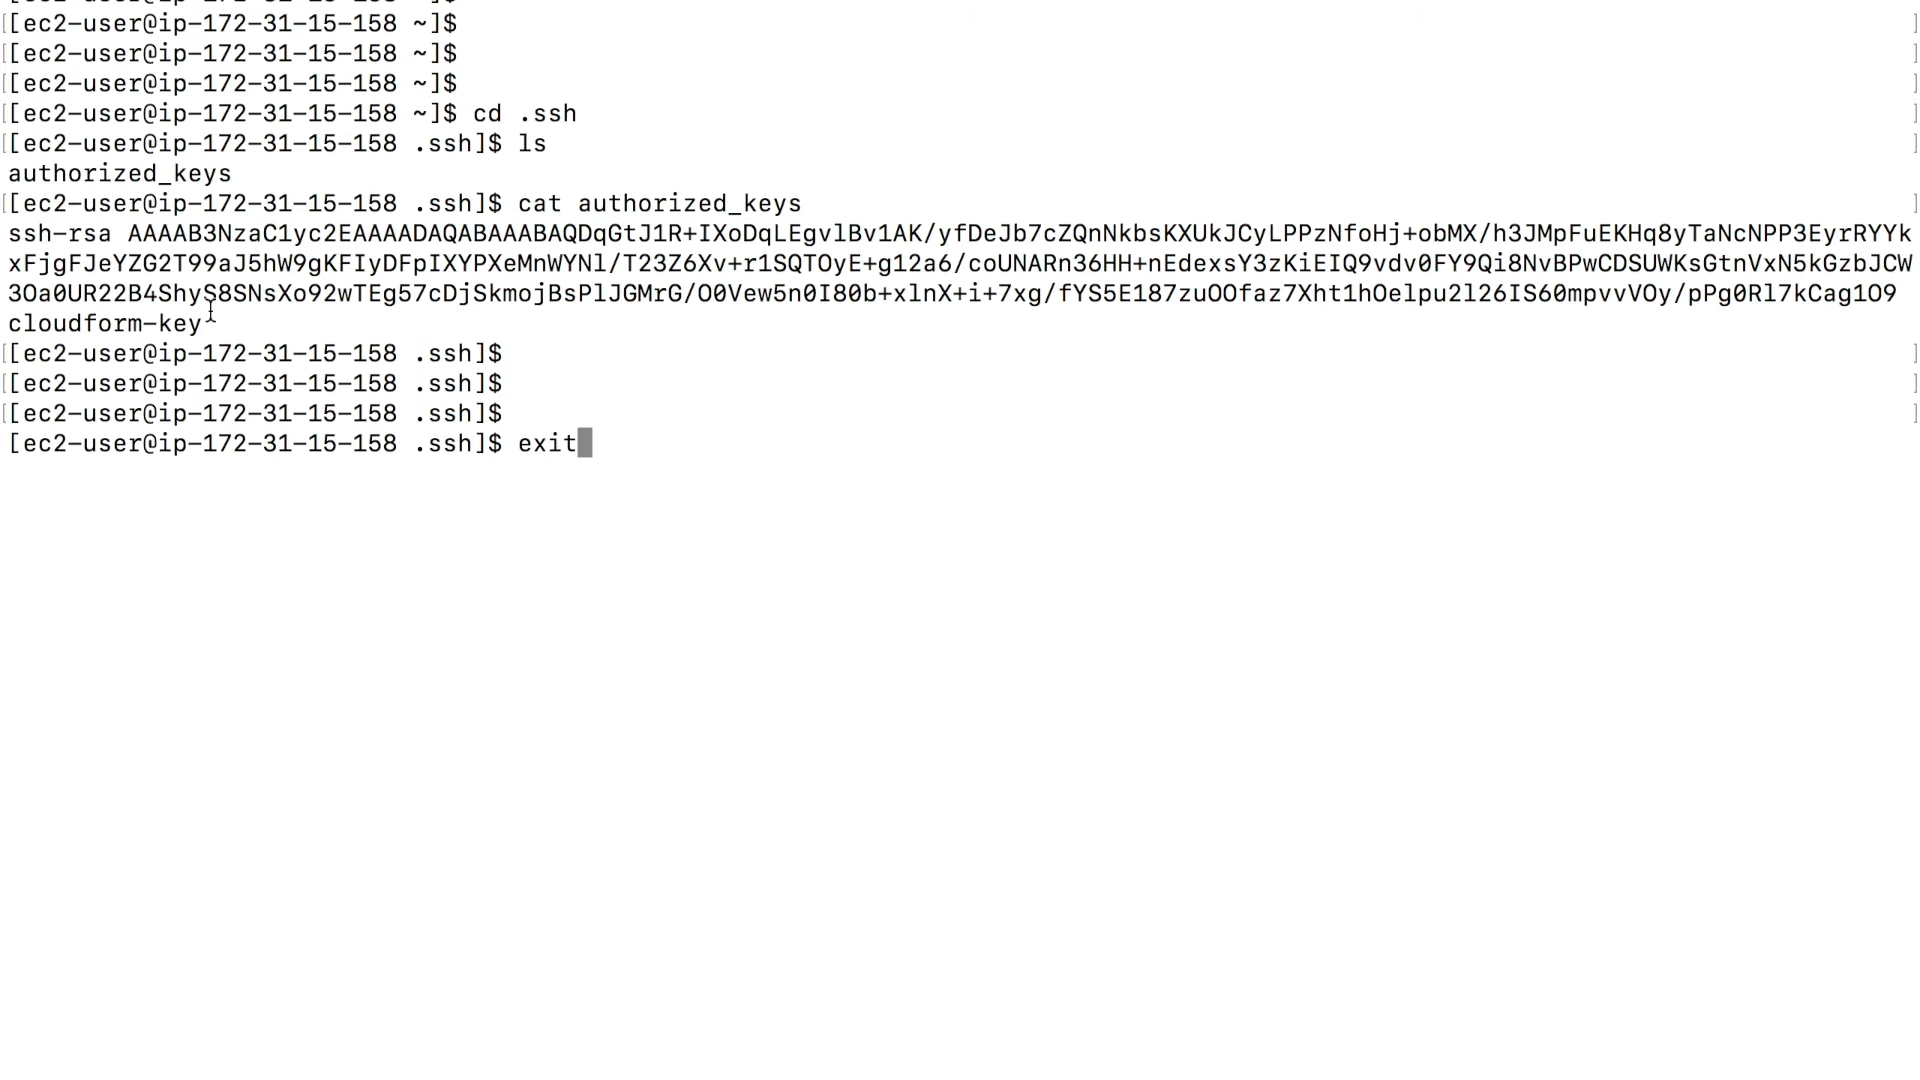 [ec2-user@ip-172-31-15-158 ~]$
[ec2-user@ip-172-31-15-158 ~]$
[ec2-user@ip-172-31-15-158 ~]$
[ec2-user@ip-172-31-15-158 ~]$ cd .ssh
[ec2-user@ip-172-31-15-158 .ssh]$ ls
authorized_keys
[ec2-user@ip-172-31-15-158 .ssh]$ cat authorized_keys
ssh-rsa AAAAB3NzaC1yc2EAAAADAQABAAABAQDqGtJ1R+IXoDqLEgvlBv1AK/yfDeJb7cZQnNkbsKXUkJCyLPPzNfoHj+obMX/h3JMpFuEKHq8yTaNcNPP3EyrRYYk
xFjgFJeYZG2T99aJ5hW9gKFIyDFpIXYPXeMnWYNl/T23Z6Xv+r1SQTOyE+g12a6/coUNARn36HH+nEdexsY3zKiEIQ9vdv0FY9Qi8NvBPwCDSUWKsGtnVxN5kGzbJCW
3Oa0UR22B4ShyS8SNsXo92wTEg57cDjSkmojBsPlJGMrG/O0Vew5n0I80b+xlnX+i+7xg/fYS5E187zuOOfaz7Xht1hOelpu2l26IS60mpvvVOy/pPg0Rl7kCag1O9
cloudform-key
[ec2-user@ip-172-31-15-158 .ssh]$
[ec2-user@ip-172-31-15-158 .ssh]$
[ec2-user@ip-172-31-15-158 .ssh]$
[ec2-user@ip-172-31-15-158 .ssh]$ exit